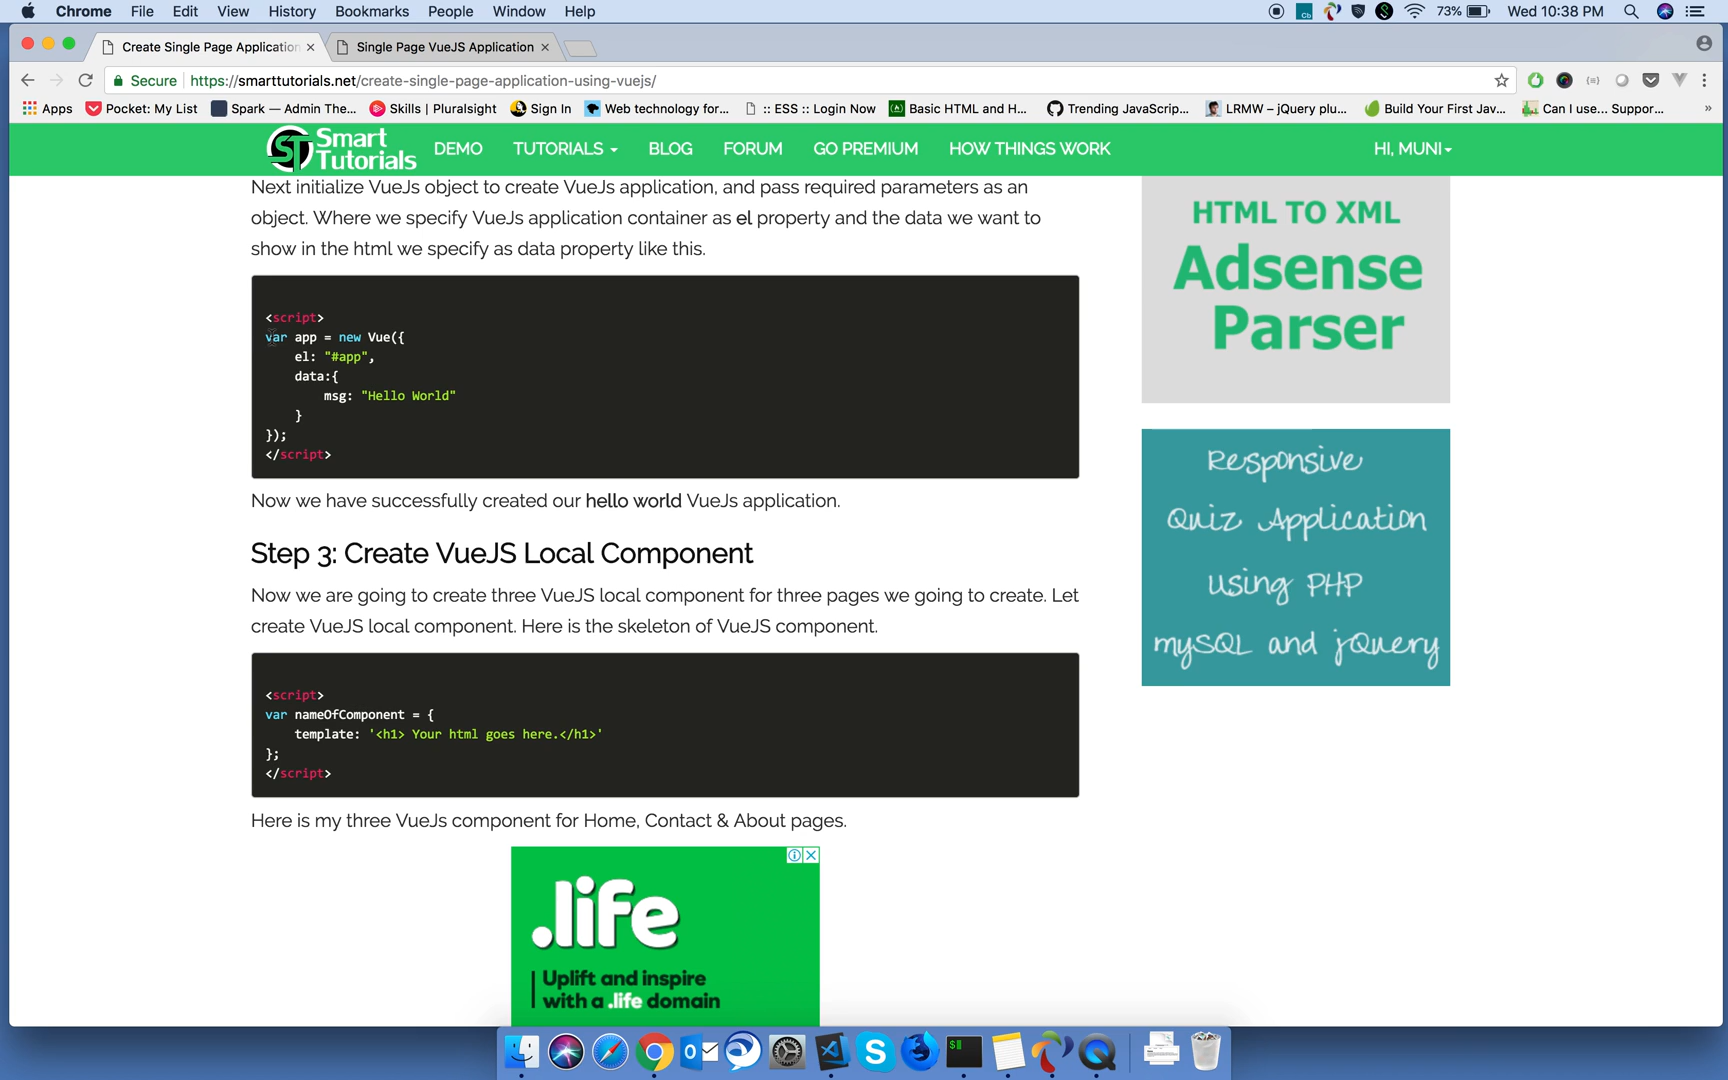 Chrome File Edit View History Bookmarks People Window Help 73% Wed 10:38 PM
Create Single Page Application Single Page VueJS Application
Secure https://smarttutorials.net/create-single-page-application-using-vuejs/
Apps Pocket: My List Spark — Admin The... Skills | Pluralsight Sign In Web technology for... :: ESS :: Login Now Basic HTML and H... Trending JavaScrip... LRMW – jQuery plu... Build Your First Jav... Can I use... Suppor... »
ST Smart Tutorials DEMO TUTORIALS BLOG FORUM GO PREMIUM HOW THINGS WORK HI, MUNI
Next initialize VueJs object to create VueJs application, and pass required parameters as an
object. Where we specify VueJs application container as el property and the data we want to
show in the html we specify as data property like this.
<script>
var app = new Vue({
el: "#app",
data:{
msg: "Hello World"
}
});
</script>
Now we have successfully created our hello world VueJs application.
Step 3: Create VueJS Local Component
Now we are going to create three VueJS local component for three pages we going to create. Let
create VueJS local component. Here is the skeleton of VueJS component.
<script>
var nameOfComponent = {
template: '<h1> Your html goes here.</h1>'
};
</script>
Here is my three VueJs component for Home, Contact & About pages.
.life
Uplift and inspire
with a .life domain
HTML TO XML
Adsense
Parser
Responsive
Quiz Application
using PHP
mySQL and jQuery